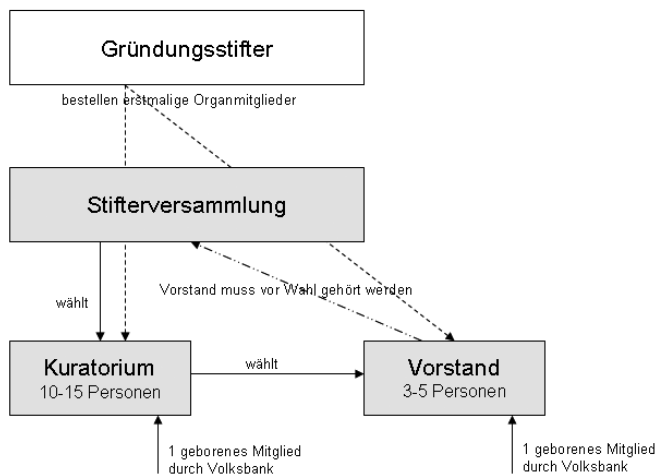 Gründungsstifter
bestellen erstmalige Organmitglieder
Stifterversammlung
Vorstand muss vor Wahl gehört werden
wählt
Kuratorium
10-15 Personen
wählt
Vorstand
3-5 Personen
1 geborenes Mitglied
durch Volksbank
1 geborenes Mitglied
durch Volksbank